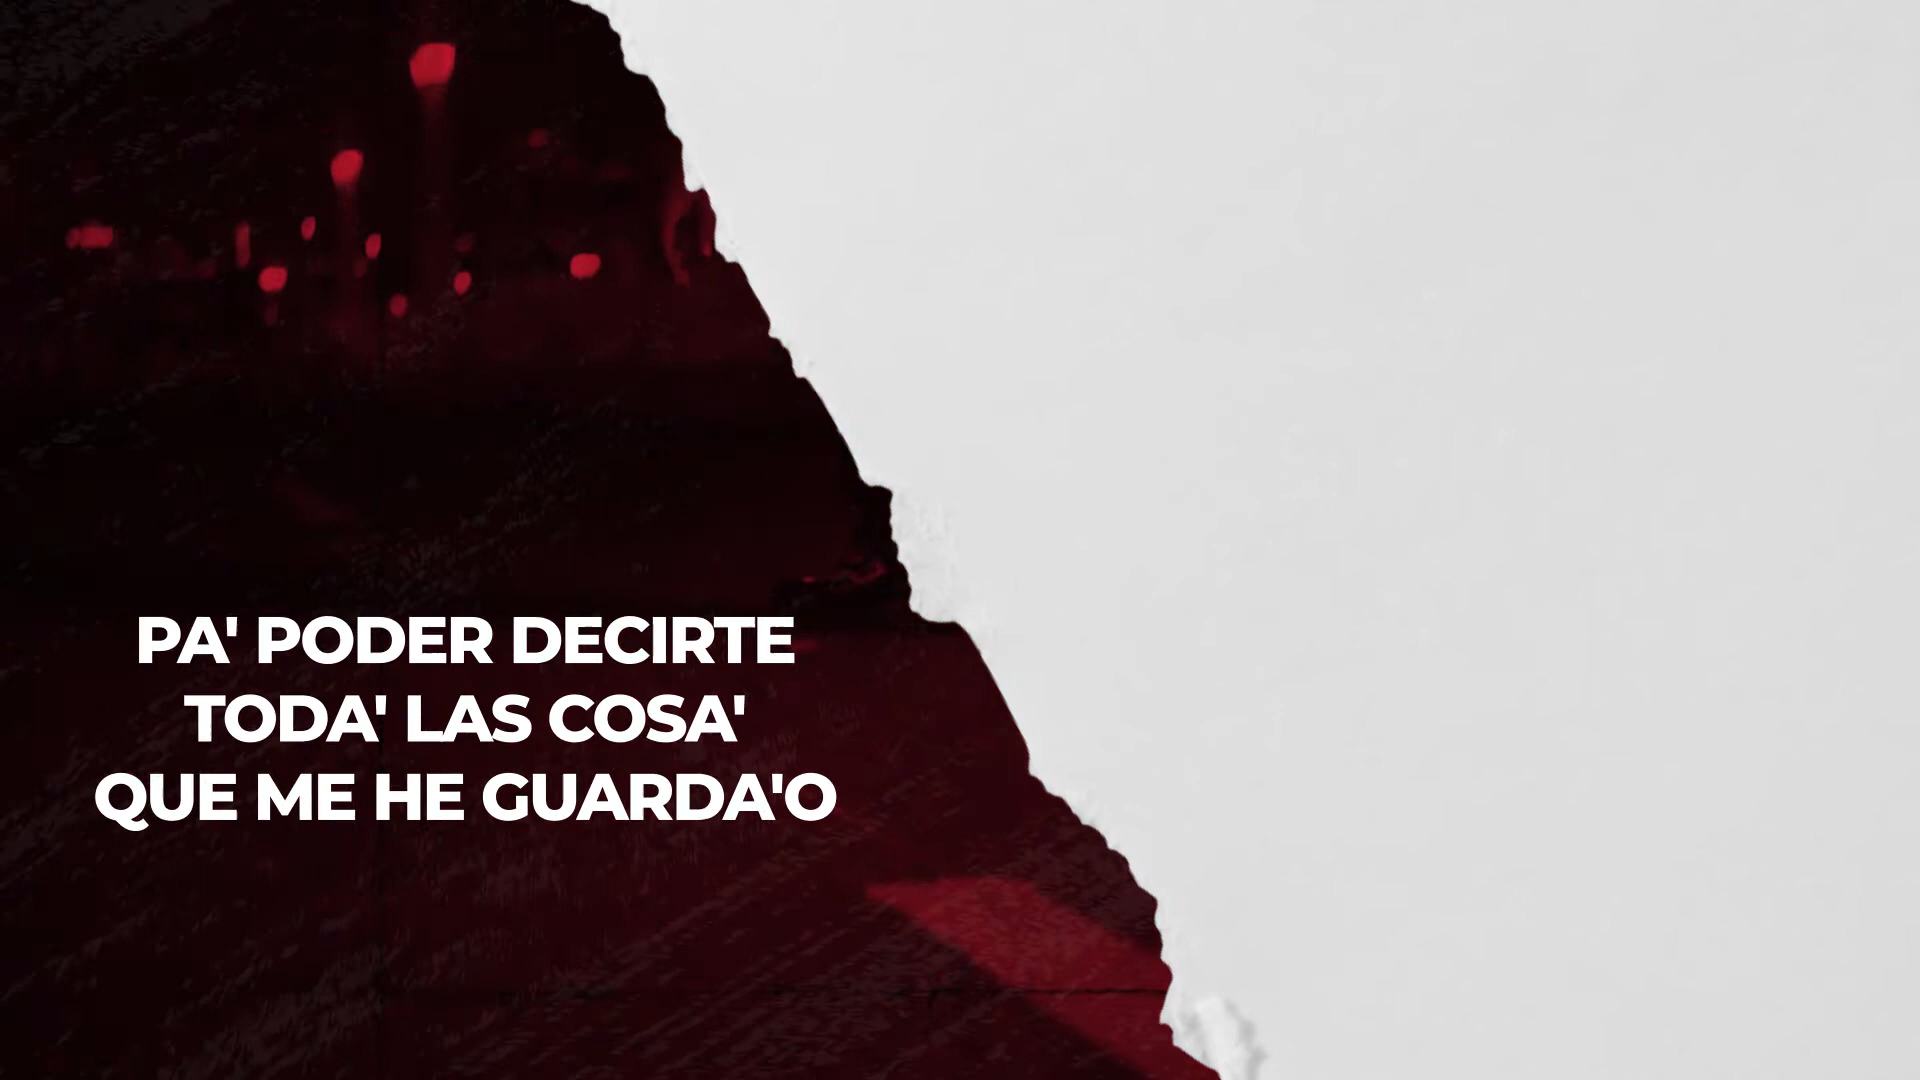 PA' PODER DECIRTE
TODA' LAS COSA'
QUE ME HE GUARDA'O